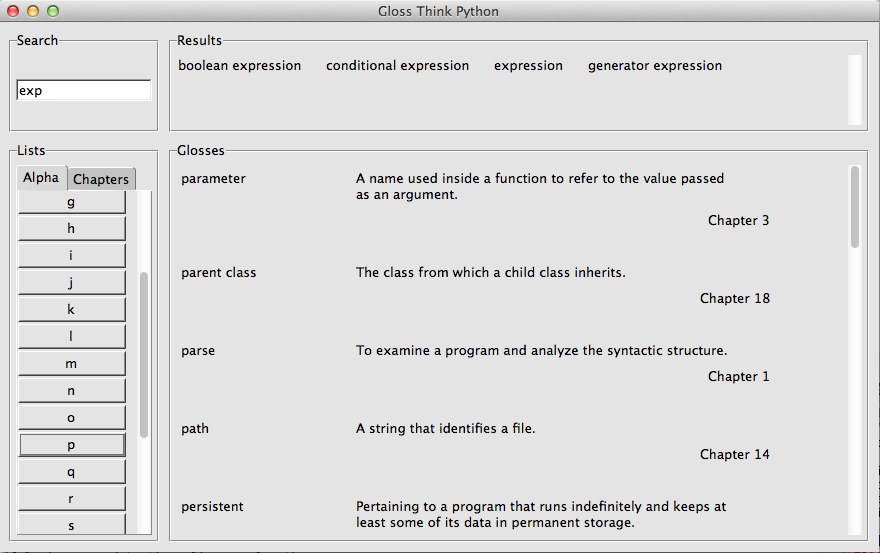 Gloss Think Python
Search
exp
Results
boolean expression conditional expression expression generator expression
Lists
Alpha Chapters
g
h
i
j
k
l
m
n
o
p
q
r
s
Glosses
parameter A name used inside a function to refer to the value passed
as an argument.
Chapter 3
parent class The class from which a child class inherits.
Chapter 18
parse To examine a program and analyze the syntactic structure.
Chapter 1
path A string that identifies a file.
Chapter 14
persistent Pertaining to a program that runs indefinitely and keeps at
least some of its data in permanent storage.